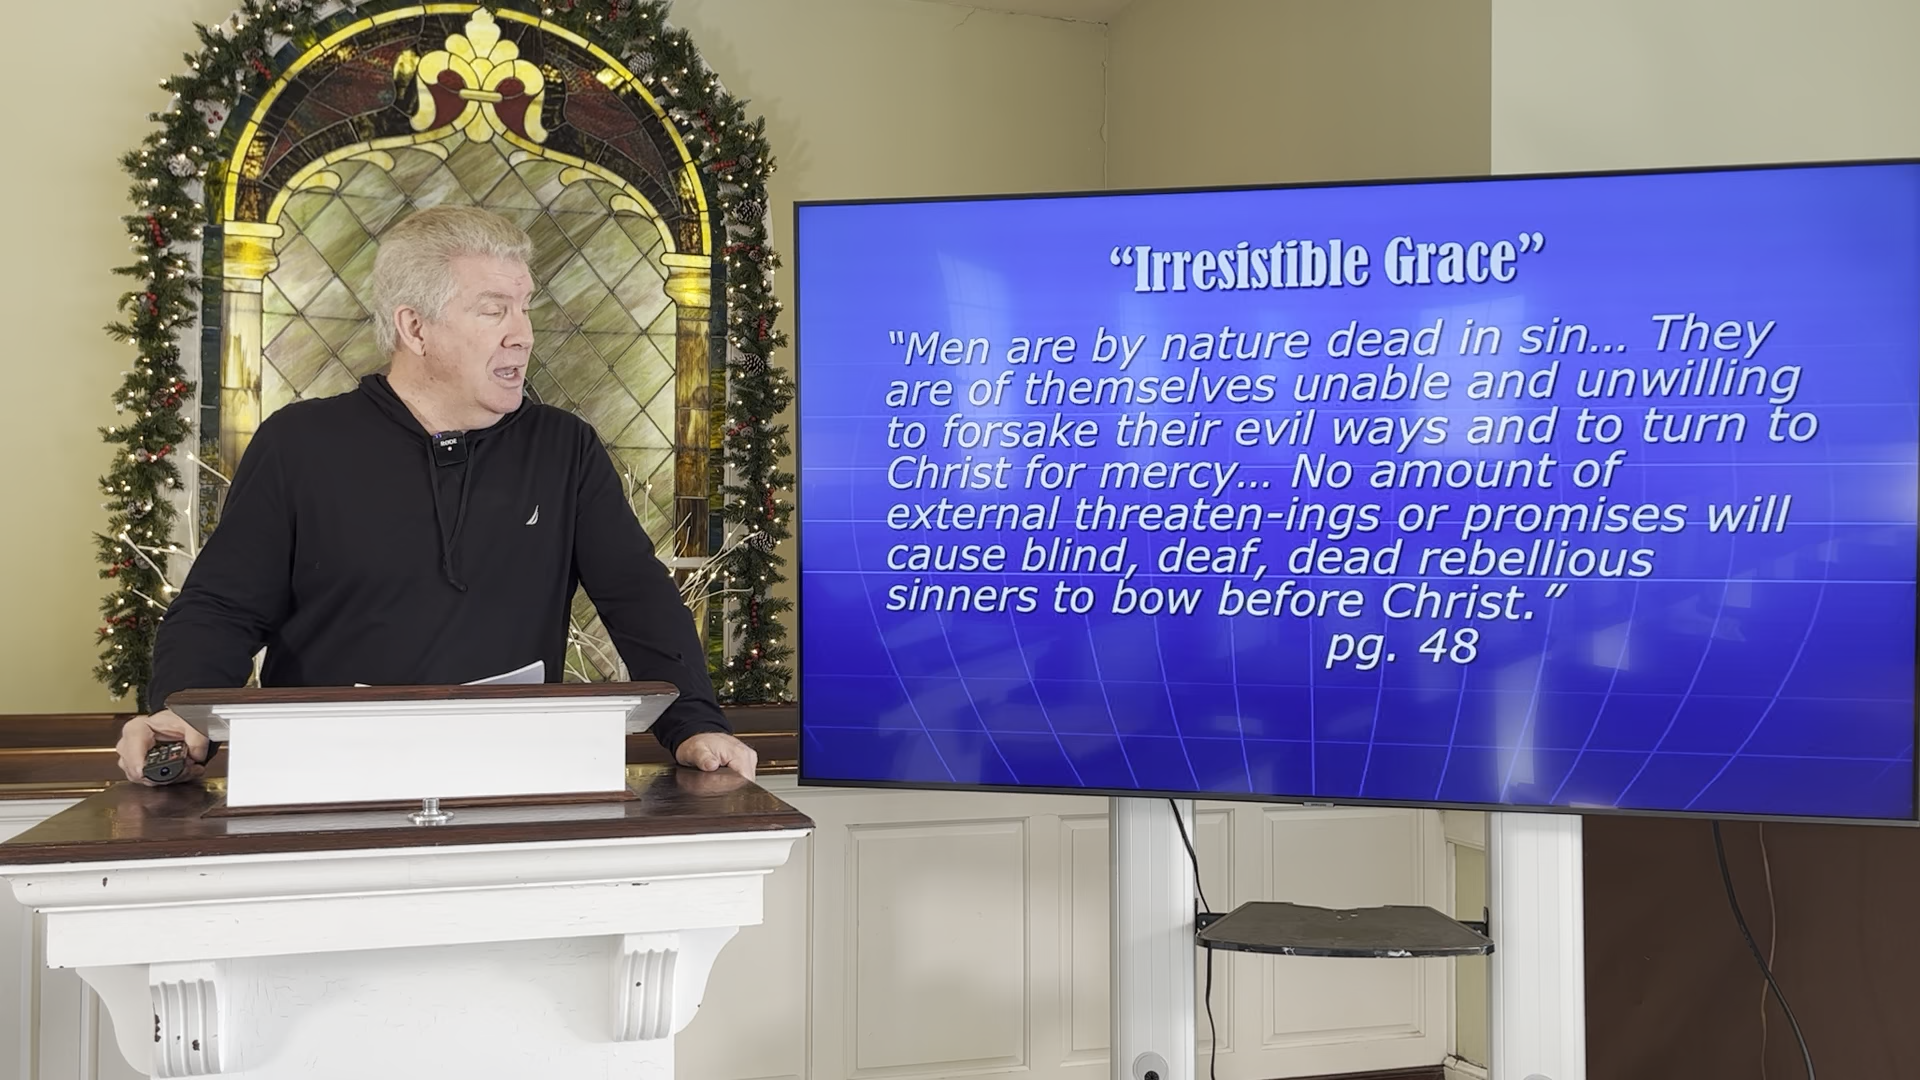 “Irresistible Grace”
“Men are by nature dead in sin... They
are of themselves unable and unwilling
to forsake their evil ways and to turn to
Christ for mercy... No amount of
external threaten-ings or promises will
cause blind, deaf, dead rebellious
sinners to bow before Christ.”
pg. 48
RØDE